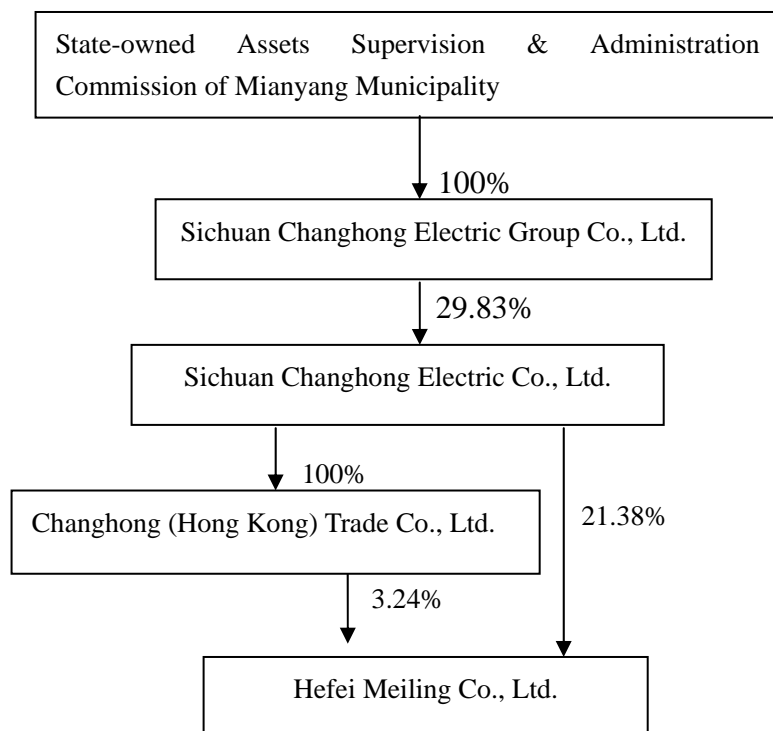 State-owned Assets Supervision & Administration
Commission of Mianyang Municipality
100%
Sichuan Changhong Electric Group Co., Ltd.
29.83%
Sichuan Changhong Electric Co., Ltd.
100%
Changhong (Hong Kong) Trade Co., Ltd.
21.38%
3.24%
Hefei Meiling Co., Ltd.